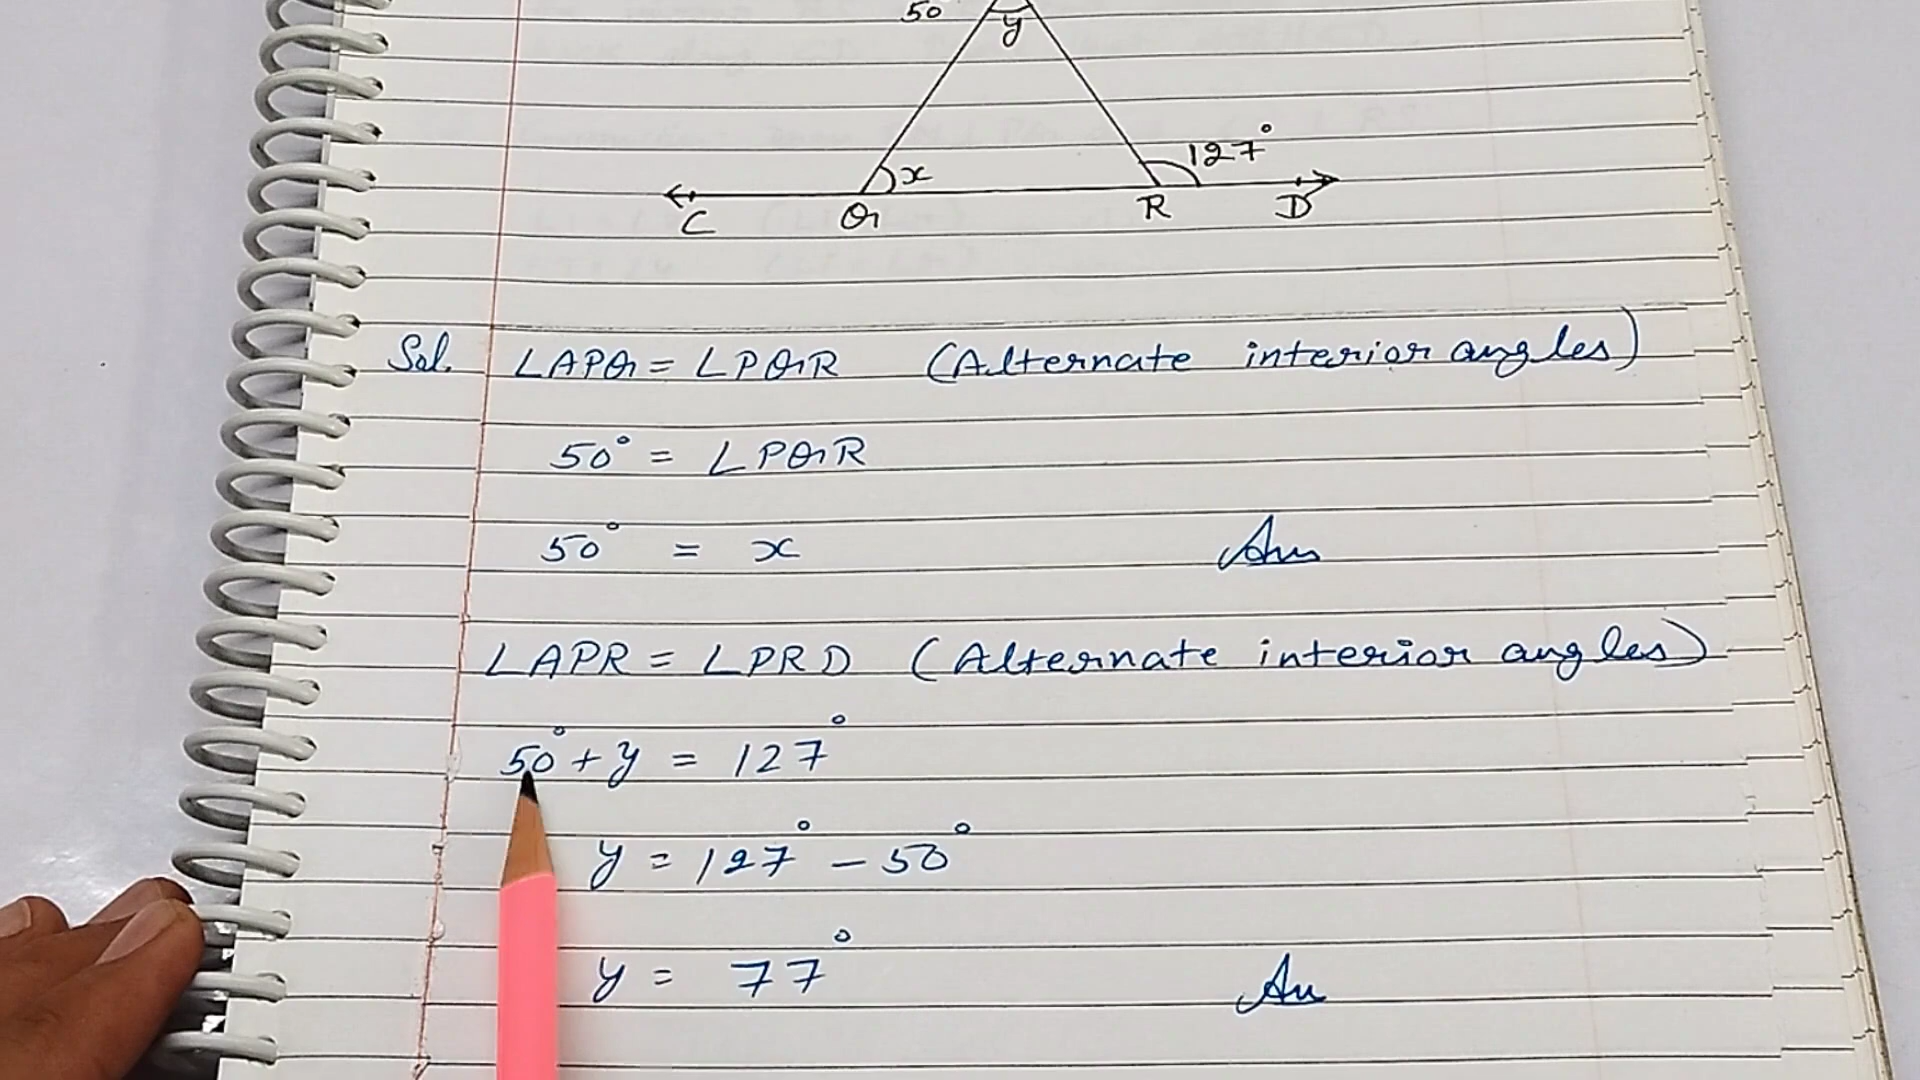 50
y
x
127°
C Q R D
Sol. ∠APQ = ∠PQR (Alternate interior angles)
50° = ∠PQR
50° = x Ans
∠APR = ∠PRD (Alternate interior angles)
50° + y = 127°
y = 127° - 50°
y = 77° An